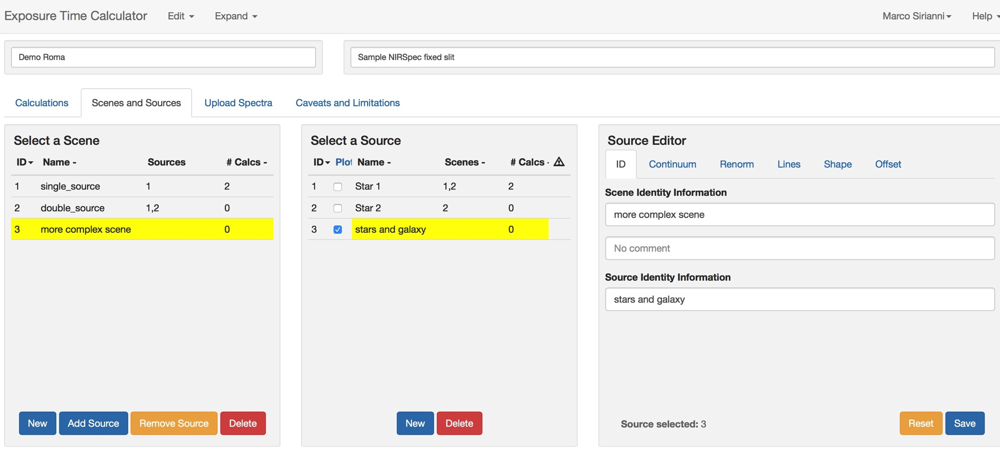 Exposure Time Calculator Edit Expand Marco Sirianni Help
Demo Roma Sample NIRSpec fixed slit
Calculations Scenes and Sources Upload Spectra Caveats and Limitations
Select a Scene
ID Name - Sources # Calcs -
1 single_source 1 2
2 double_source 1,2 0
3 more complex scene 0
New Add Source Remove Source Delete
Select a Source
ID Plot Name - Scenes - # Calcs -
1 Star 1 1,2 2
2 Star 2 2 0
3 stars and galaxy 0
New Delete
Source Editor
ID Continuum Renorm Lines Shape Offset
Scene Identity Information
more complex scene
No comment
Source Identity Information
stars and galaxy
Source selected: 3 Reset Save